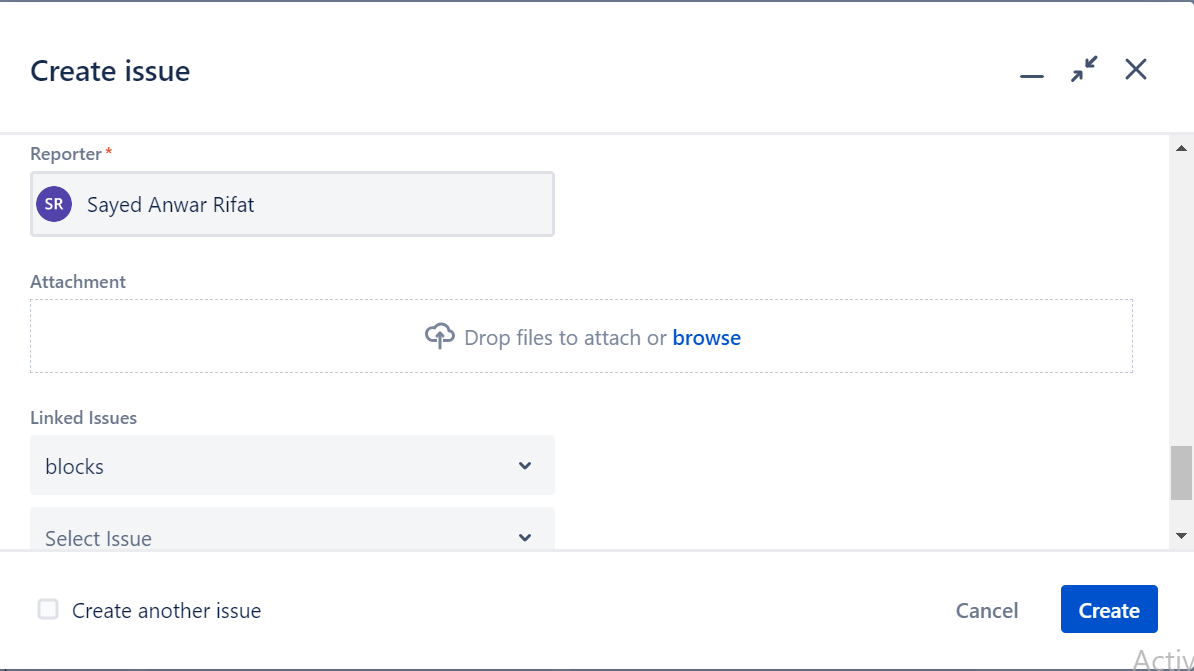 Create issue
Reporter *
SR Sayed Anwar Rifat
Attachment
Drop files to attach or browse
Linked Issues
blocks
Select Issue
Create another issue
Cancel
Create